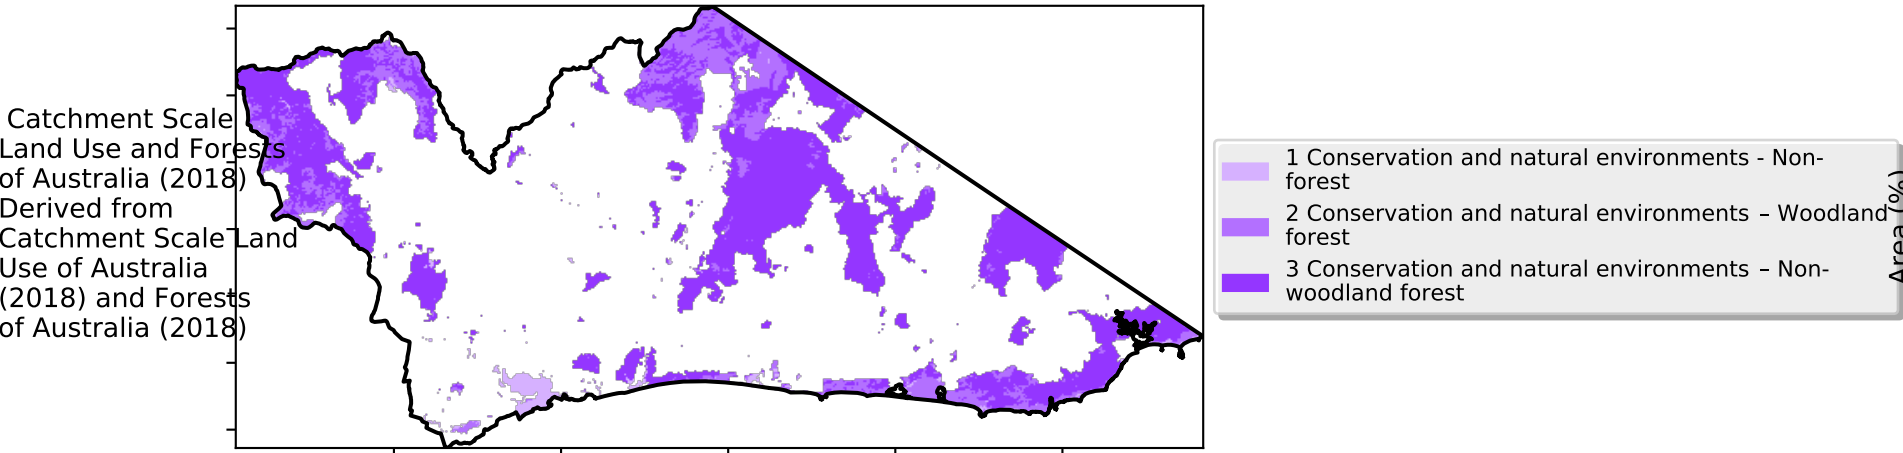 Catchment Scale
Land Use and Forests
of Australia (2018)
Derived from
Catchment Scale Land
Use of Australia
(2018) and Forests
of Australia (2018)
1 Conservation and natural environments - Non-
forest
2 Conservation and natural environments – Woodland
forest
3 Conservation and natural environments – Non-
woodland forest
Area (%)